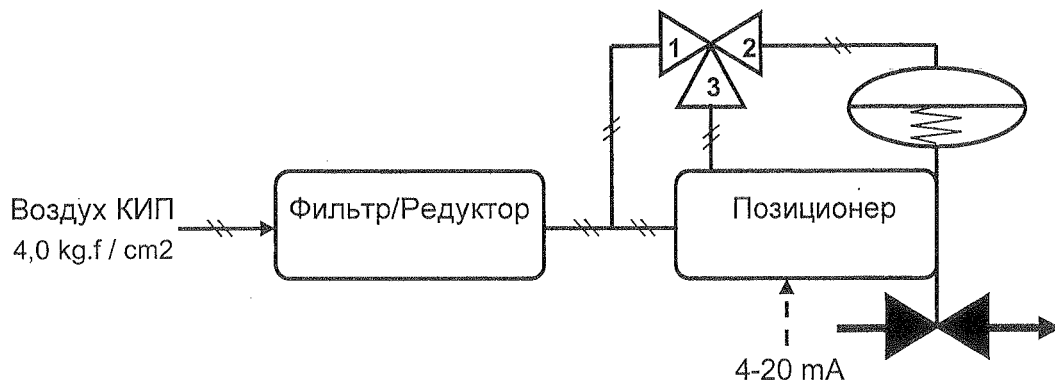 1 2
3
Воздух КИП
4,0 kg.f / cm2
Фильтр/Редуктор
Позиционер
4-20 mA